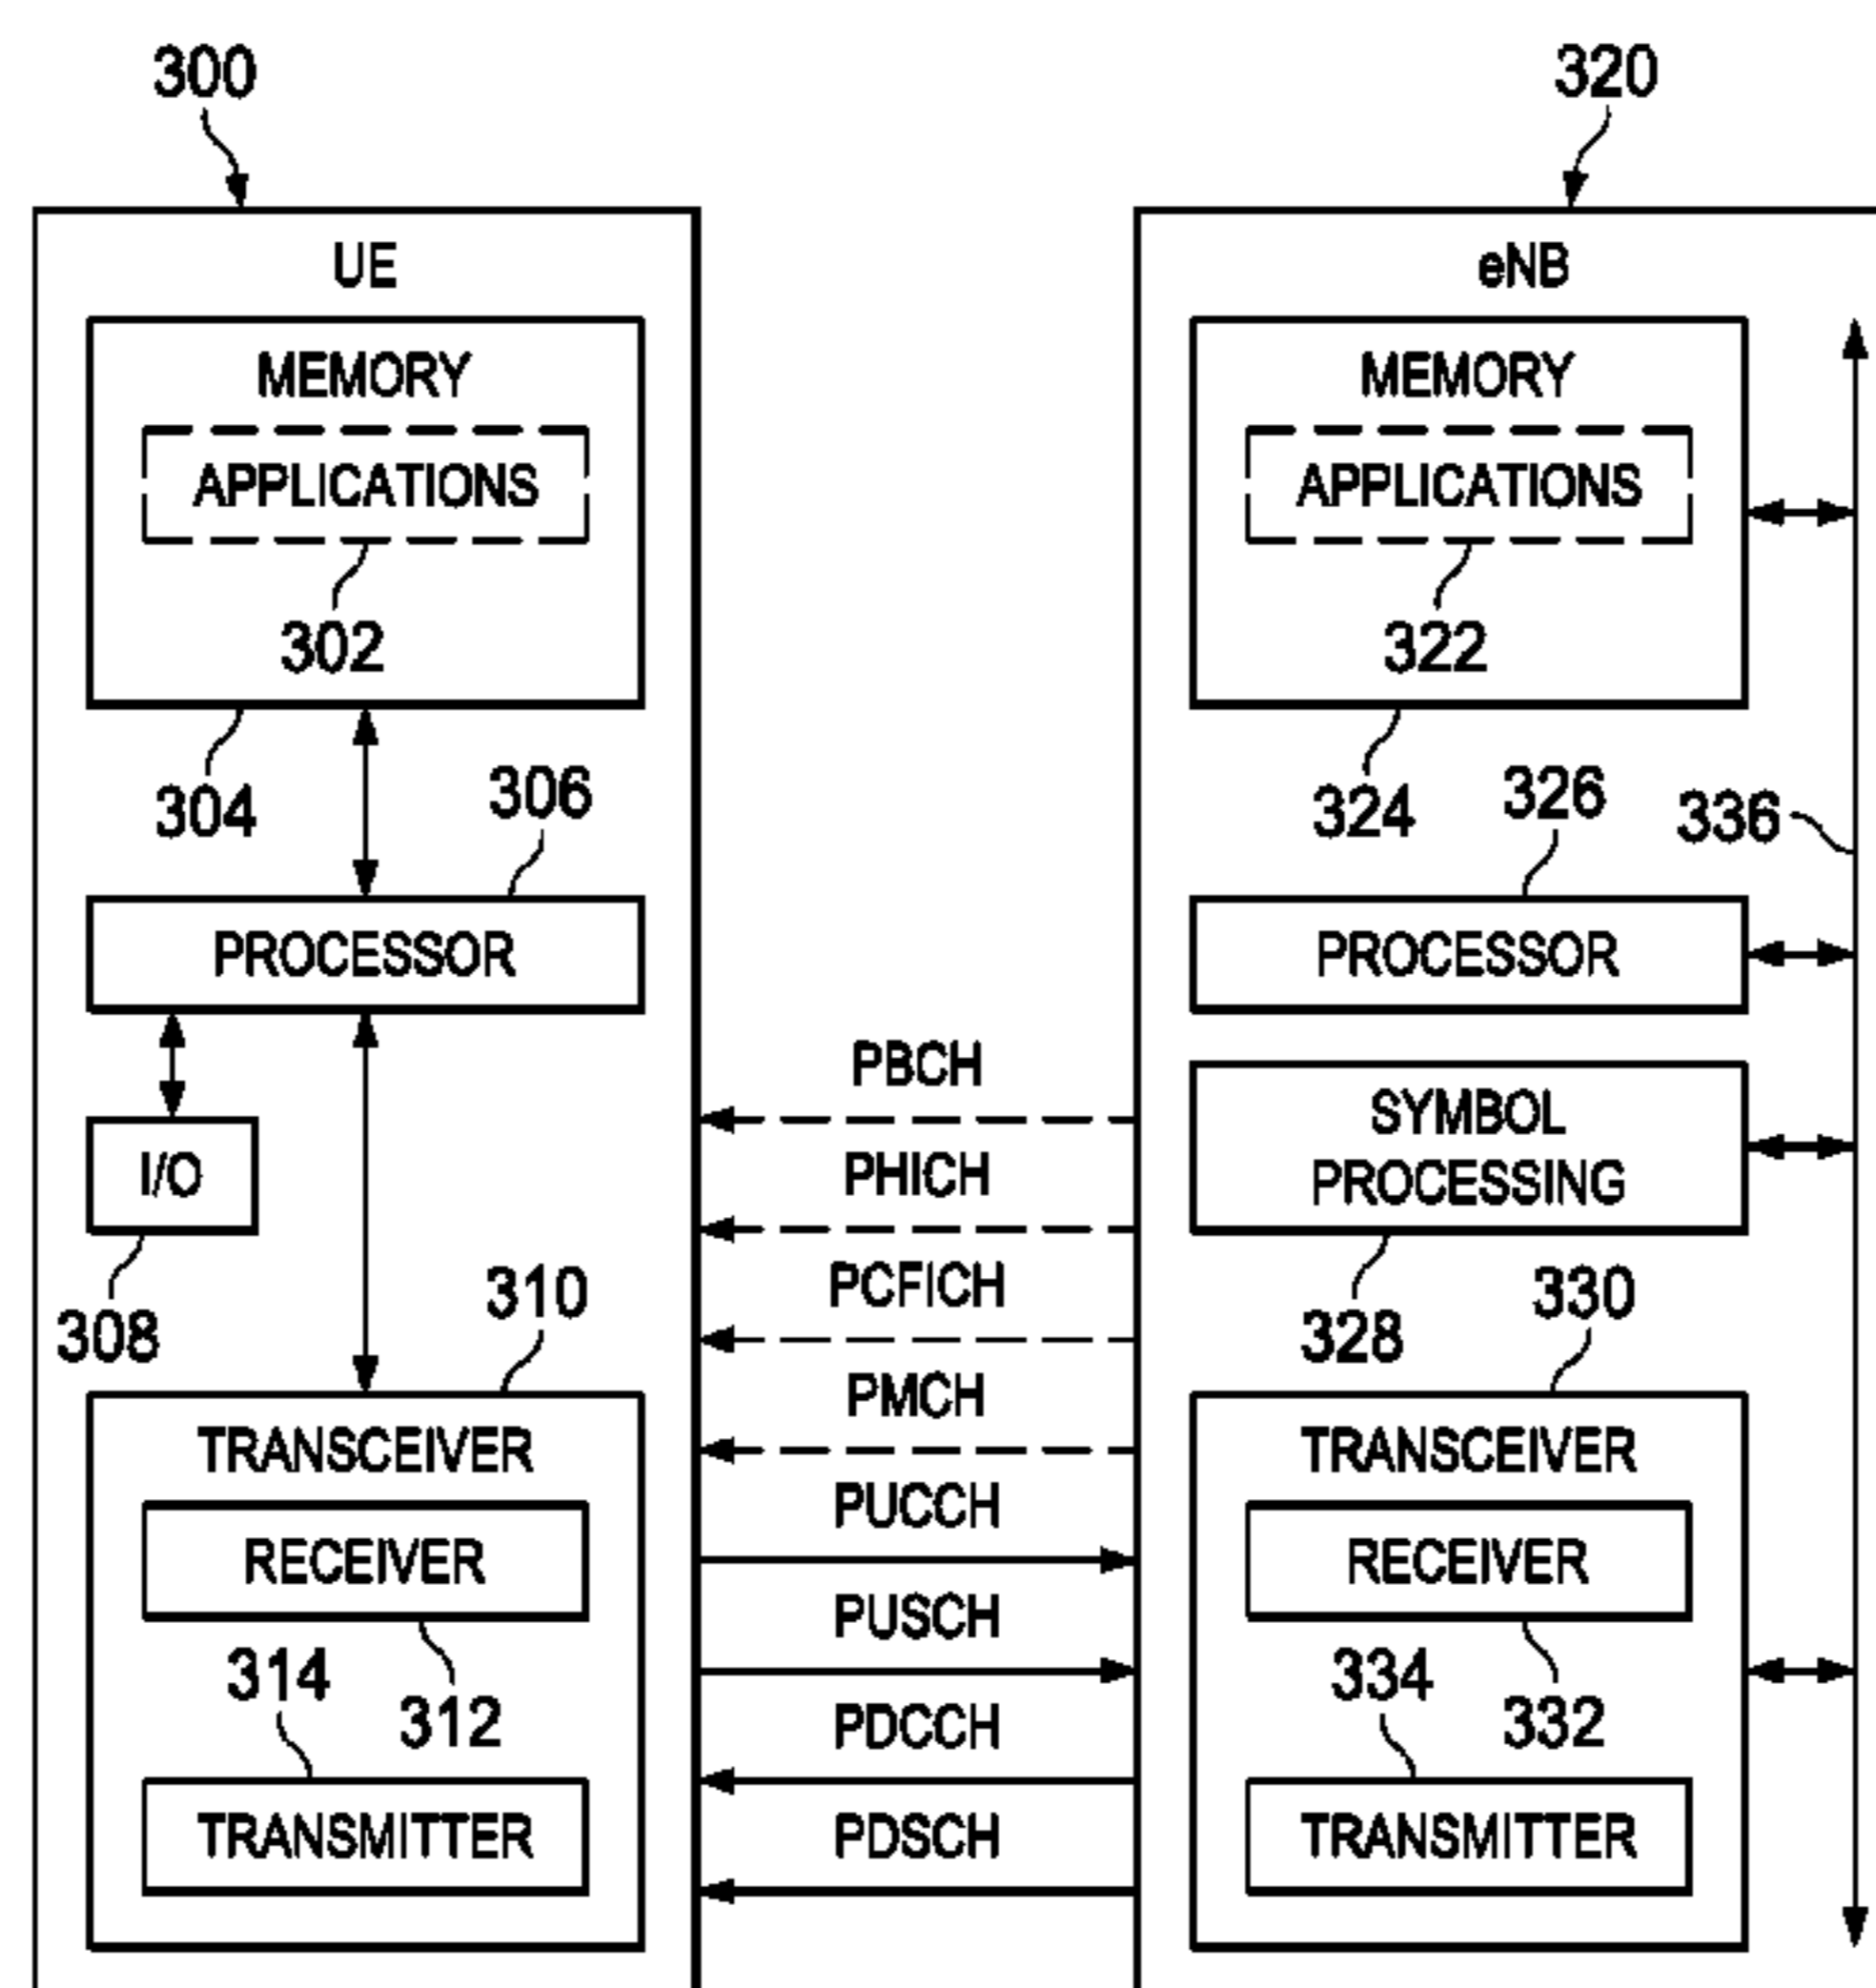 300
320
UE
MEMORY
APPLICATIONS
302
304
306
PROCESSOR
I/O
308
310
TRANSCEIVER
RECEIVER
312
314
TRANSMITTER
PBCH
PHICH
PCFICH
PMCH
PUCCH
PUSCH
PDCCH
PDSCH
eNB
MEMORY
APPLICATIONS
322
324
326
336
PROCESSOR
SYMBOL
PROCESSING
328
330
TRANSCEIVER
RECEIVER
332
334
TRANSMITTER